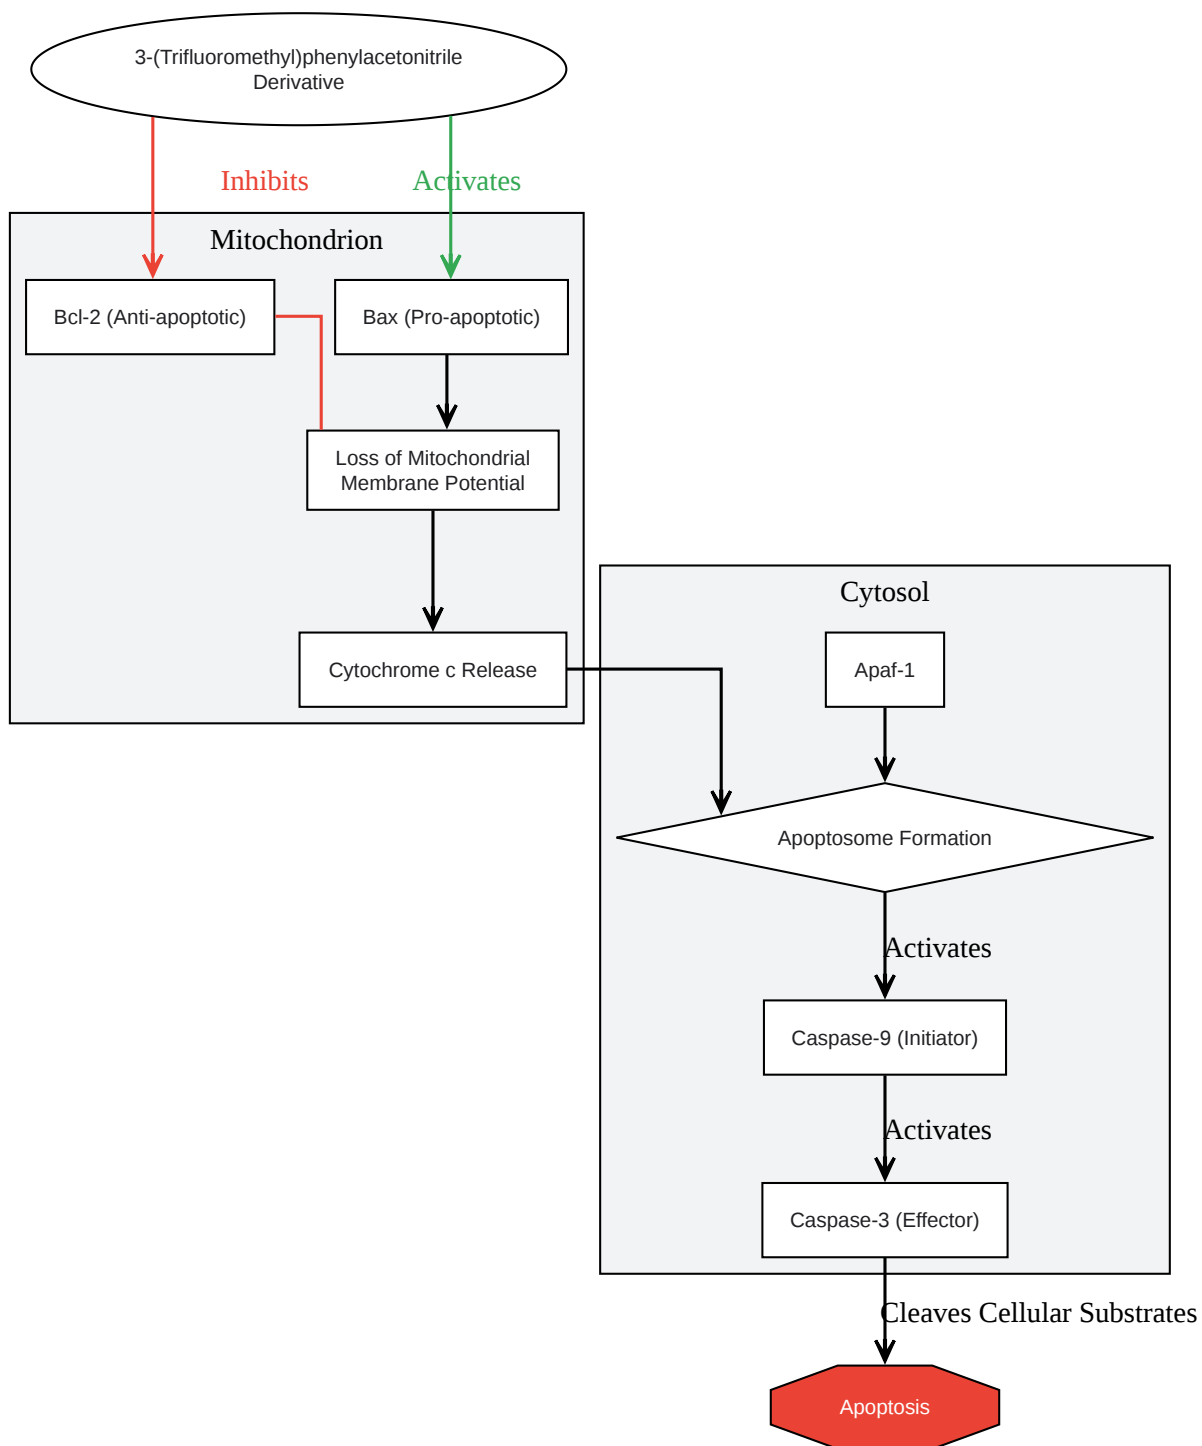 3-(Trifluoromethyl)phenylacetonitrile
Derivative
Inhibits
Activates
Mitochondrion
Bcl-2 (Anti-apoptotic)
Bax (Pro-apoptotic)
Loss of Mitochondrial
Membrane Potential
Cytochrome c Release
Cytosol
Apaf-1
Apoptosome Formation
Activates
Caspase-9 (Initiator)
Activates
Caspase-3 (Effector)
Cleaves Cellular Substrates
Apoptosis